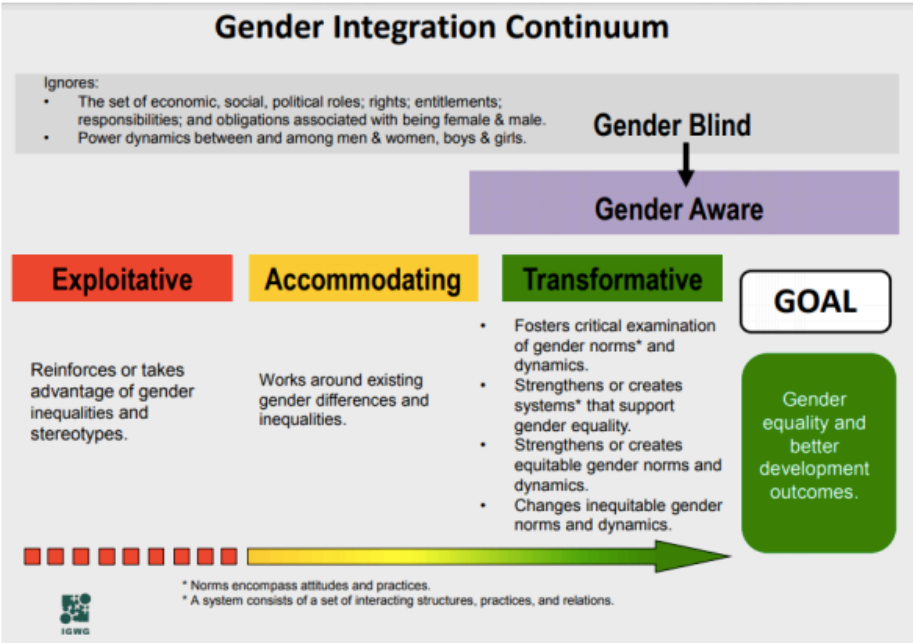 Gender Integration Continuum
Ignores:
• The set of economic, social, political roles; rights; entitlements;
responsibilities; and obligations associated with being female & male.
• Power dynamics between and among men & women, boys & girls.
Gender Blind
Gender Aware
Exploitative
Reinforces or takes
advantage of gender
inequalities and
stereotypes.
Accommodating
Works around existing
gender differences and
inequalities.
Transformative
• Fosters critical examination
of gender norms* and
dynamics.
• Strengthens or creates
systems* that support
gender equality.
• Strengthens or creates
equitable gender norms and
dynamics.
• Changes inequitable gender
norms and dynamics.
GOAL
Gender
equality and
better
development
outcomes.
* Norms encompass attitudes and practices.
* A system consists of a set of interacting structures, practices, and relations.
IGWG